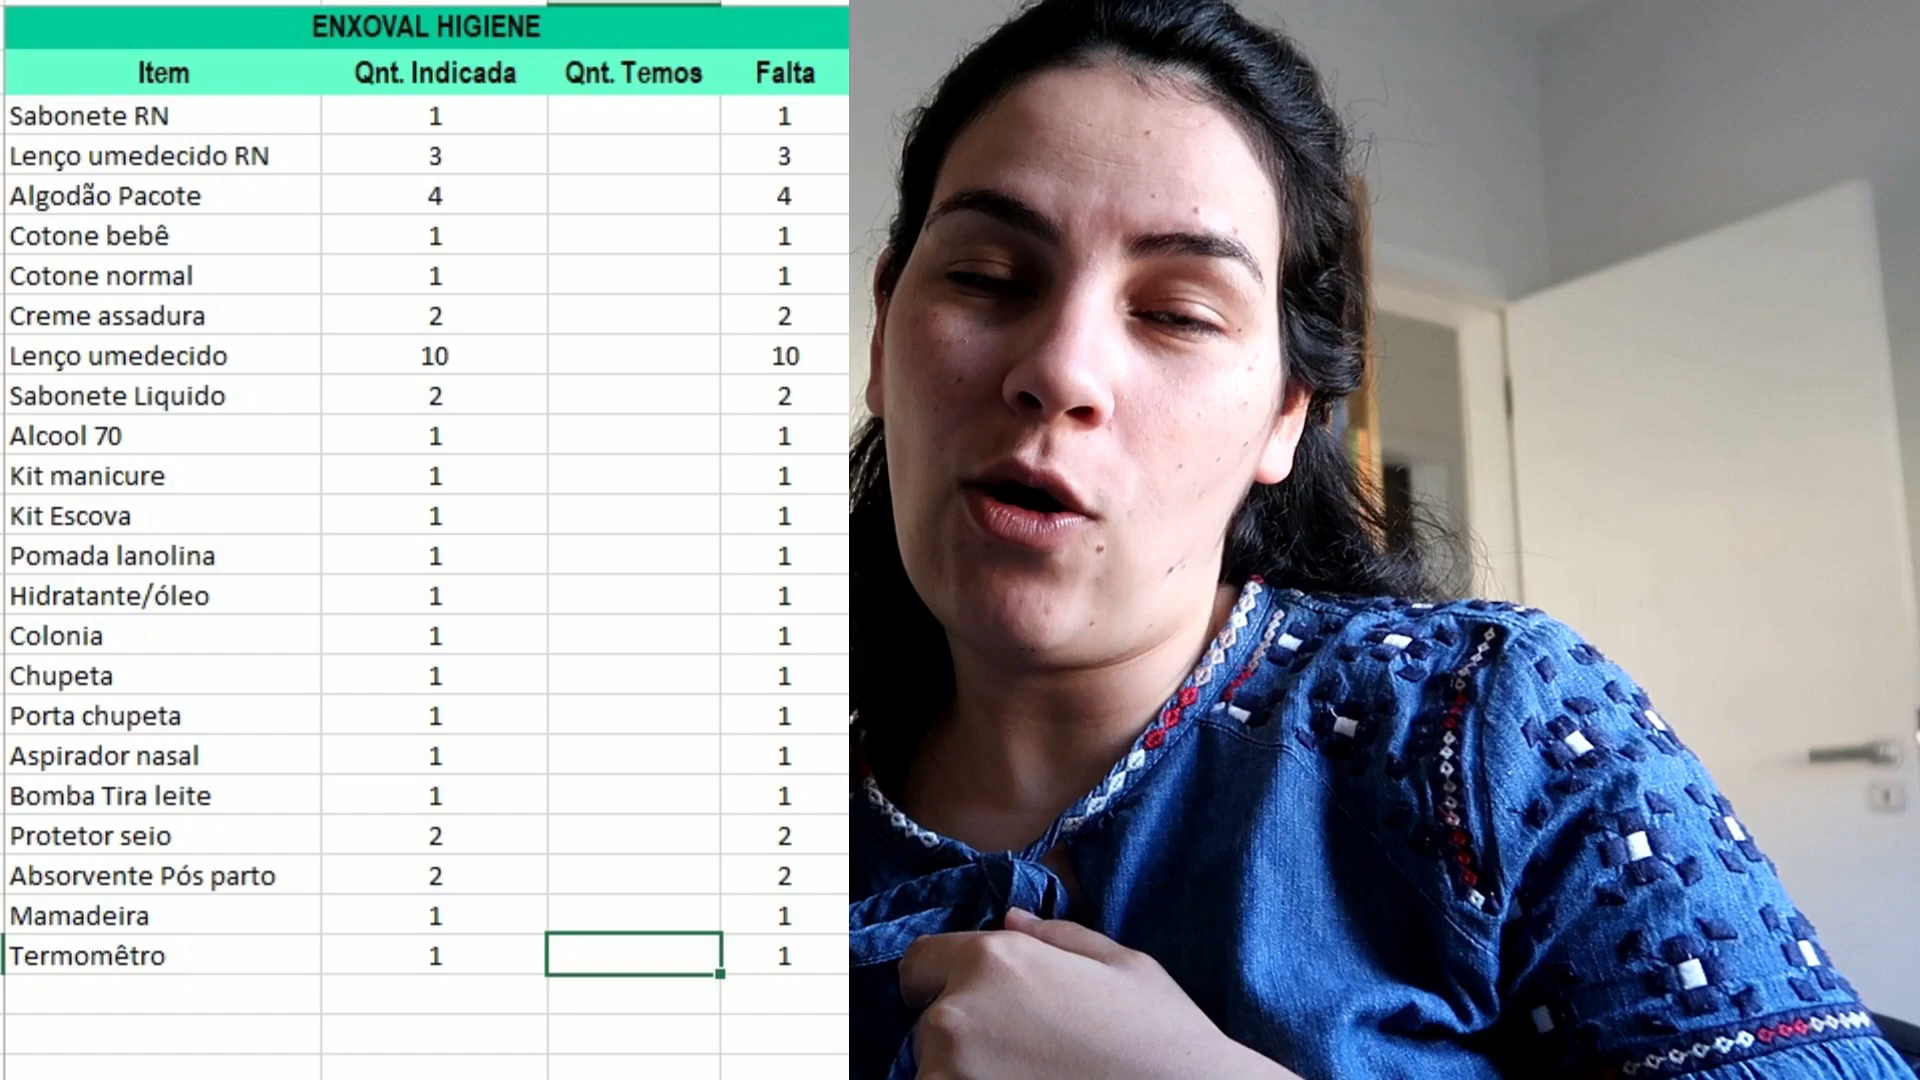 ENXOVAL HIGIENE
Item Qnt. Indicada Qnt. Temos Falta
Sabonete RN 1 1
Lenço umedecido RN 3 3
Algodão Pacote 4 4
Cotone bebê 1 1
Cotone normal 1 1
Creme assadura 2 2
Lenço umedecido 10 10
Sabonete Liquido 2 2
Alcool 70 1 1
Kit manicure 1 1
Kit Escova 1 1
Pomada lanolina 1 1
Hidratante/óleo 1 1
Colonia 1 1
Chupeta 1 1
Porta chupeta 1 1
Aspirador nasal 1 1
Bomba Tira leite 1 1
Protetor seio 2 2
Absorvente Pós parto 2 2
Mamadeira 1 1
Termomêtro 1 1